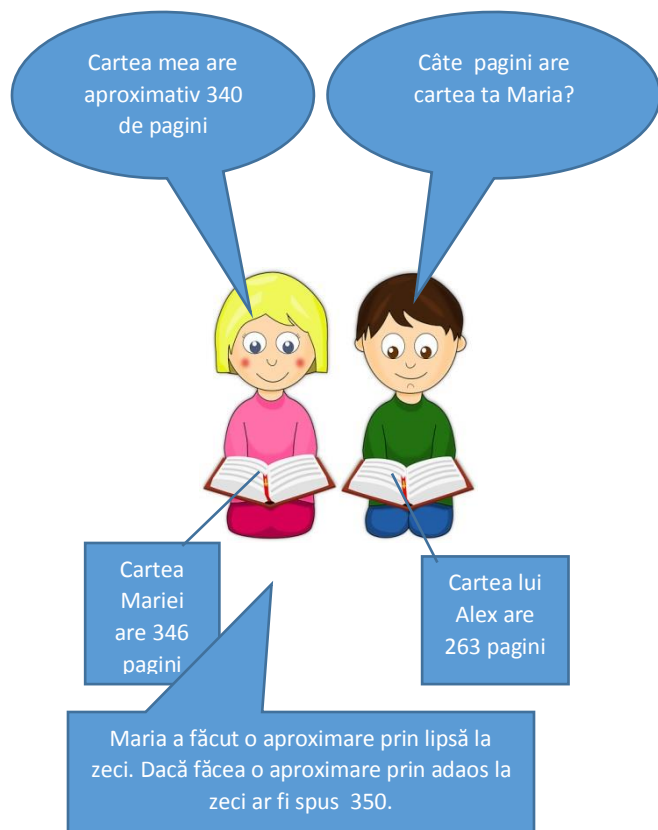 Cartea mea are
aproximativ 340
de pagini
Câte  pagini are
cartea ta Maria?
Cartea
Mariei
are 346
pagini
Cartea lui
Alex are
263 pagini
Maria a făcut o aproximare prin lipsă la
zeci. Dacă făcea o aproximare prin adaos la
zeci ar fi spus  350.